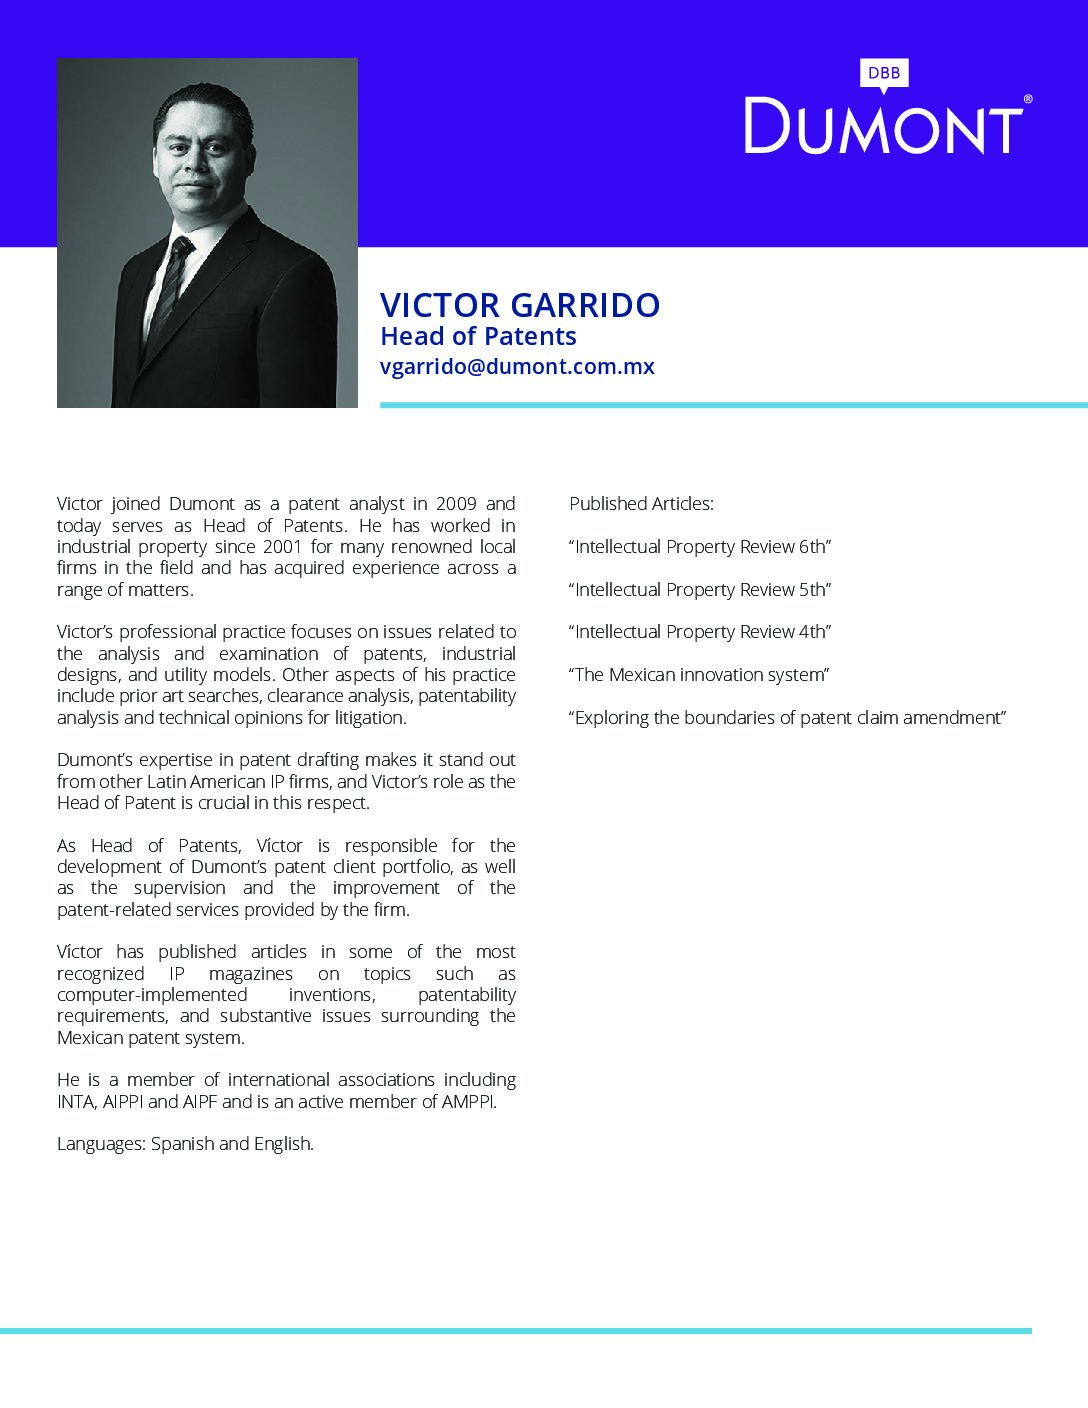 DBB
DUMONT®
VICTOR GARRIDO
Head of Patents
vgarrido@dumont.com.mx
Victor joined Dumont as a patent analyst in 2009 and
today serves as Head of Patents. He has worked in
industrial property since 2001 for many renowned local
firms in the field and has acquired experience across a
range of matters.
Victor’s professional practice focuses on issues related to
the analysis and examination of patents, industrial
designs, and utility models. Other aspects of his practice
include prior art searches, clearance analysis, patentability
analysis and technical opinions for litigation.
Dumont’s expertise in patent drafting makes it stand out
from other Latin American IP firms, and Victor’s role as the
Head of Patent is crucial in this respect.
As Head of Patents, Víctor is responsible for the
development of Dumont’s patent client portfolio, as well
as the supervision and the improvement of the
patent-related services provided by the firm.
Víctor has published articles in some of the most
recognized IP magazines on topics such as
computer-implemented inventions, patentability
requirements, and substantive issues surrounding the
Mexican patent system.
He is a member of international associations including
INTA, AIPPI and AIPF and is an active member of AMPPI.
Languages: Spanish and English.
Published Articles:
“Intellectual Property Review 6th”
“Intellectual Property Review 5th”
“Intellectual Property Review 4th”
“The Mexican innovation system”
“Exploring the boundaries of patent claim amendment”